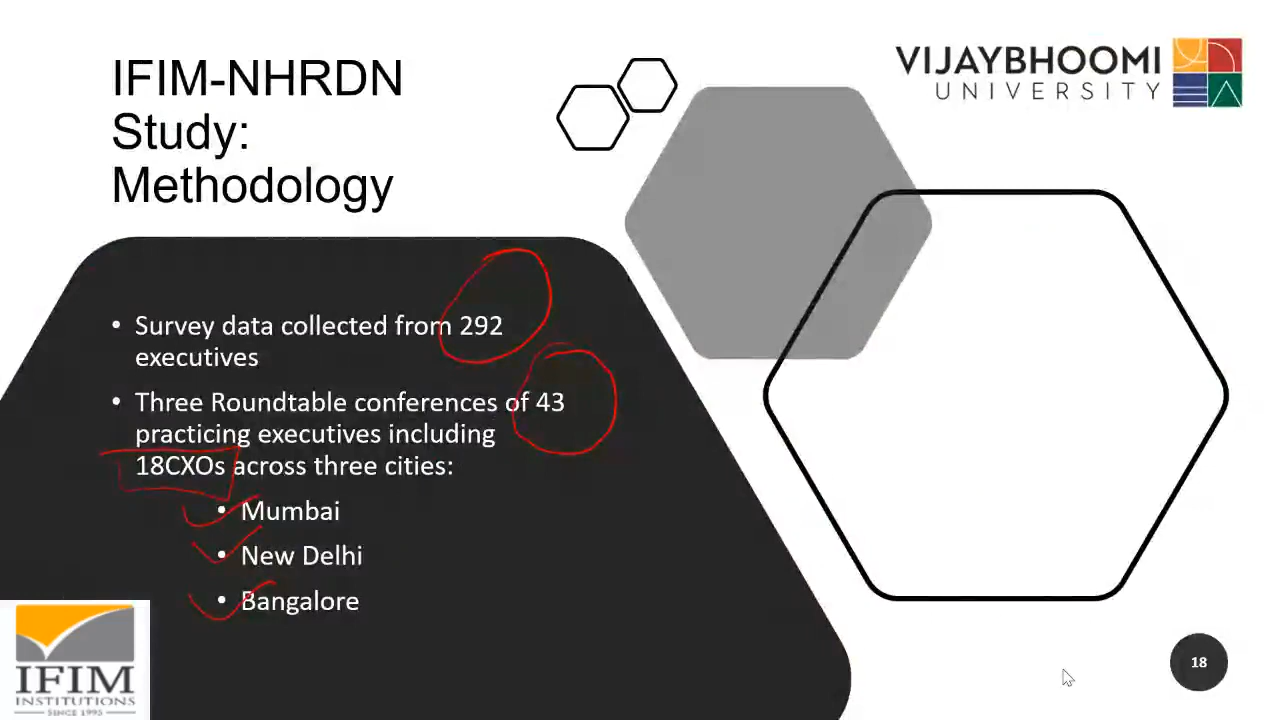 IFIM-NHRDN
Study:
Methodology
VIJAYBHOOMI
UNIVERSITY
• Survey data collected from 292
executives
• Three Roundtable conferences of 43
practicing executives including
18CXOs across three cities:
• Mumbai
• New Delhi
• Bangalore
IFIM
INSTITUTIONS
SINCE 1995
18